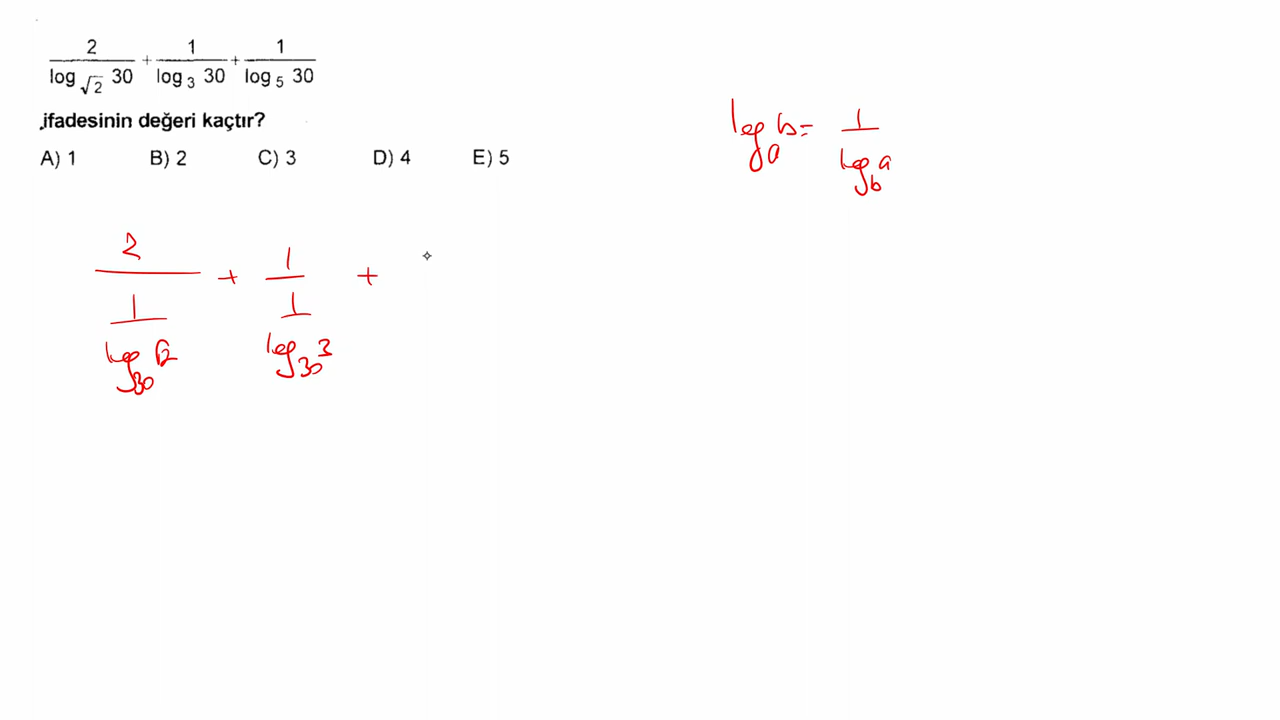 2/(log_√2 30) + 1/(log_3 30) + 1/(log_5 30)
ifadesinin değeri kaçtır?
A) 1 B) 2 C) 3 D) 4 E) 5
log_a b = 1/(log_b a)
2/(1/(log_30 √2)) + 1/(1/(log_30 3)) +